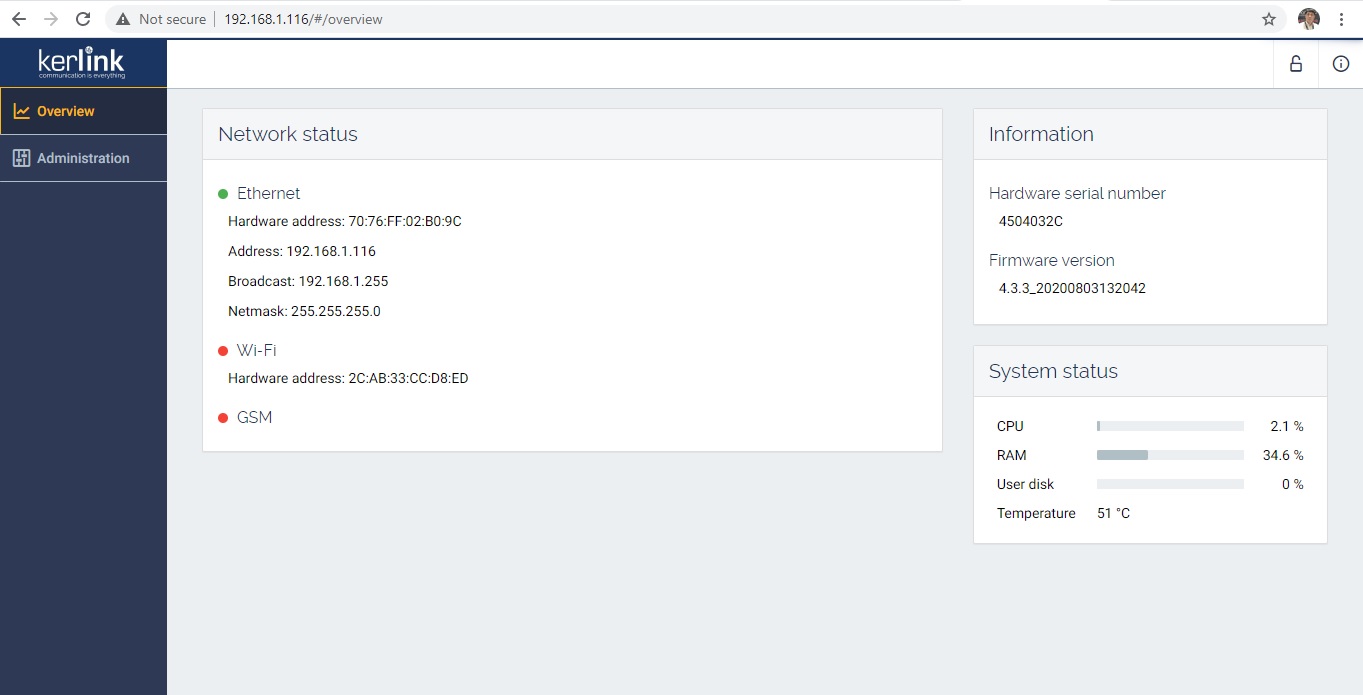 Not secure
192.168.1.116/#/overview
kerlink
communication is everything
Overview
Administration
Network status
Ethernet
Hardware address: 70:76:FF:02:B0:9C
Address: 192.168.1.116
Broadcast: 192.168.1.255
Netmask: 255.255.255.0
Wi-Fi
Hardware address: 2C:AB:33:CC:D8:ED
GSM
Information
Hardware serial number
4504032C
Firmware version
4.3.3_20200803132042
System status
CPU 2.1 %
RAM 34.6 %
User disk 0 %
Temperature 51 °C